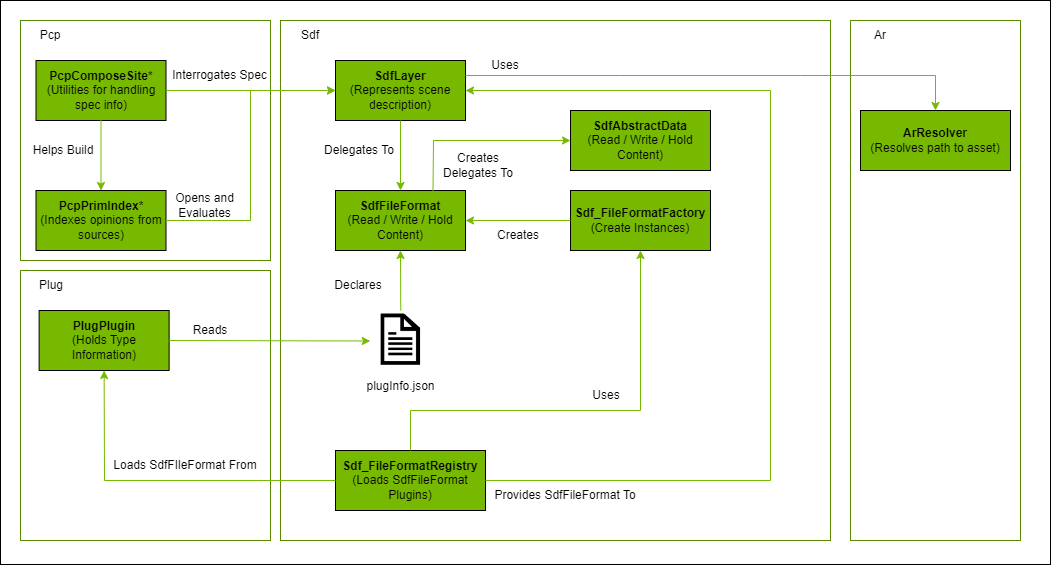 Pcp
Sdf
Ar
PcpComposeSite*
(Utilities for handling
spec info)
Interrogates Spec
SdfLayer
(Represents scene
description)
Uses
ArResolver
(Resolves path to asset)
Helps Build
Delegates To
Creates
Delegates To
SdfAbstractData
(Read / Write / Hold
Content)
PcpPrimIndex*
(Indexes opinions from
sources)
Opens and
Evaluates
SdfFileFormat
(Read / Write / Hold
Content)
Creates
Sdf_FileFormatFactory
(Create Instances)
Plug
Declares
PlugPlugin
(Holds Type
Information)
Reads
plugInfo.json
Uses
Loads SdfFIleFormat From
Sdf_FileFormatRegistry
(Loads SdfFileFormat
Plugins)
Provides SdfFileFormat To